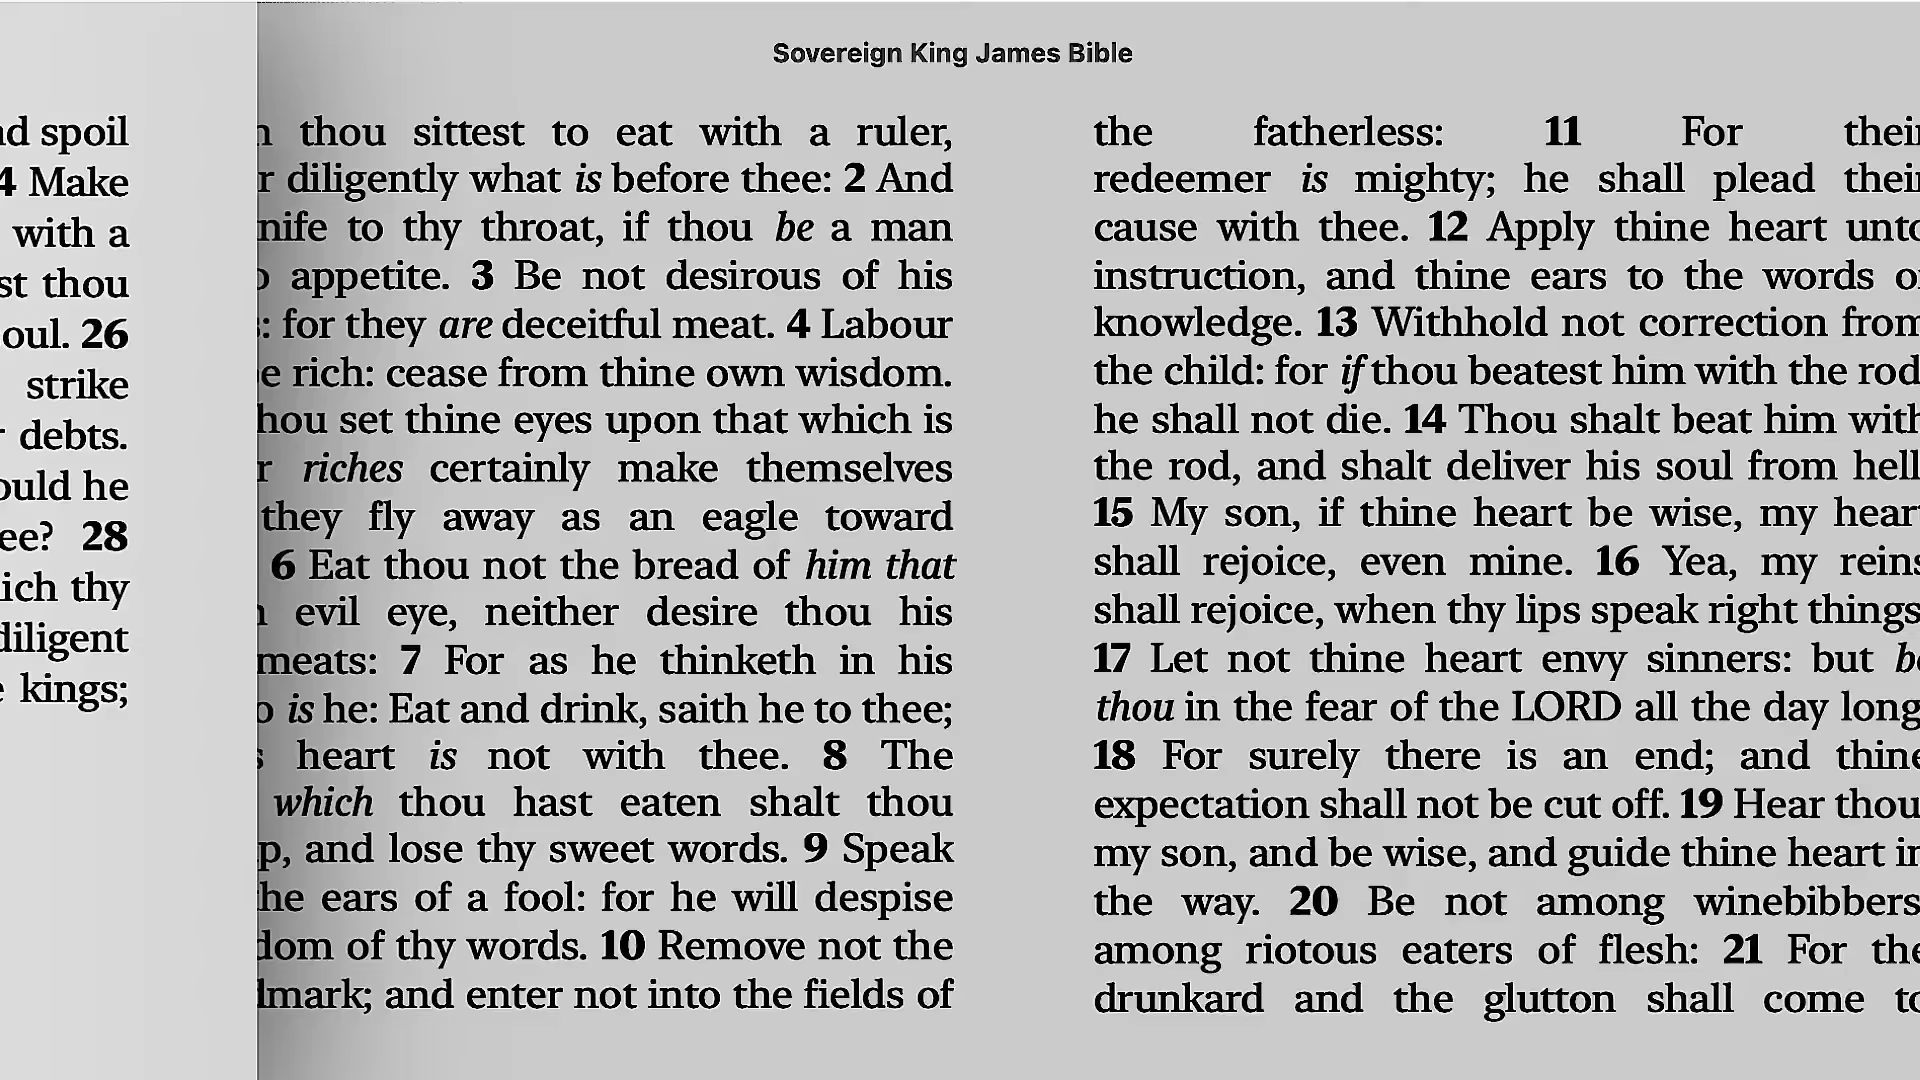 Sovereign King James Bible
spoil
4 Make
with a
thou
26
strike
debts.
he
28
thy
diligent
kings;
thou sittest to eat with a ruler,
diligently what is before thee: 2 And
to thy throat, if thou be a man
appetite. 3 Be not desirous of his
: for they are deceitful meat. 4 Labour
rich: cease from thine own wisdom.
set thine eyes upon that which is
riches certainly make themselves
they fly away as an eagle toward
6 Eat thou not the bread of him that
evil eye, neither desire thou his
meats: 7 For as he thinketh in his
is he: Eat and drink, saith he to thee;
heart is not with thee. 8 The
which thou hast eaten shalt thou
and lose thy sweet words. 9 Speak
ears of a fool: for he will despise
of thy words. 10 Remove not the
and enter not into the fields of
the fatherless: 11 For their
redeemer is mighty; he shall plead their
cause with thee. 12 Apply thine heart unto
instruction, and thine ears to the words of
knowledge. 13 Withhold not correction from
the child: for if thou beatest him with the rod
he shall not die. 14 Thou shalt beat him with
the rod, and shalt deliver his soul from hell
15 My son, if thine heart be wise, my heart
shall rejoice, even mine. 16 Yea, my reins
shall rejoice, when thy lips speak right things
17 Let not thine heart envy sinners: but be
thou in the fear of the LORD all the day long
18 For surely there is an end; and thine
expectation shall not be cut off. 19 Hear thou
my son, and be wise, and guide thine heart in
the way. 20 Be not among winebibbers
among riotous eaters of flesh: 21 For the
drunkard and the glutton shall come to